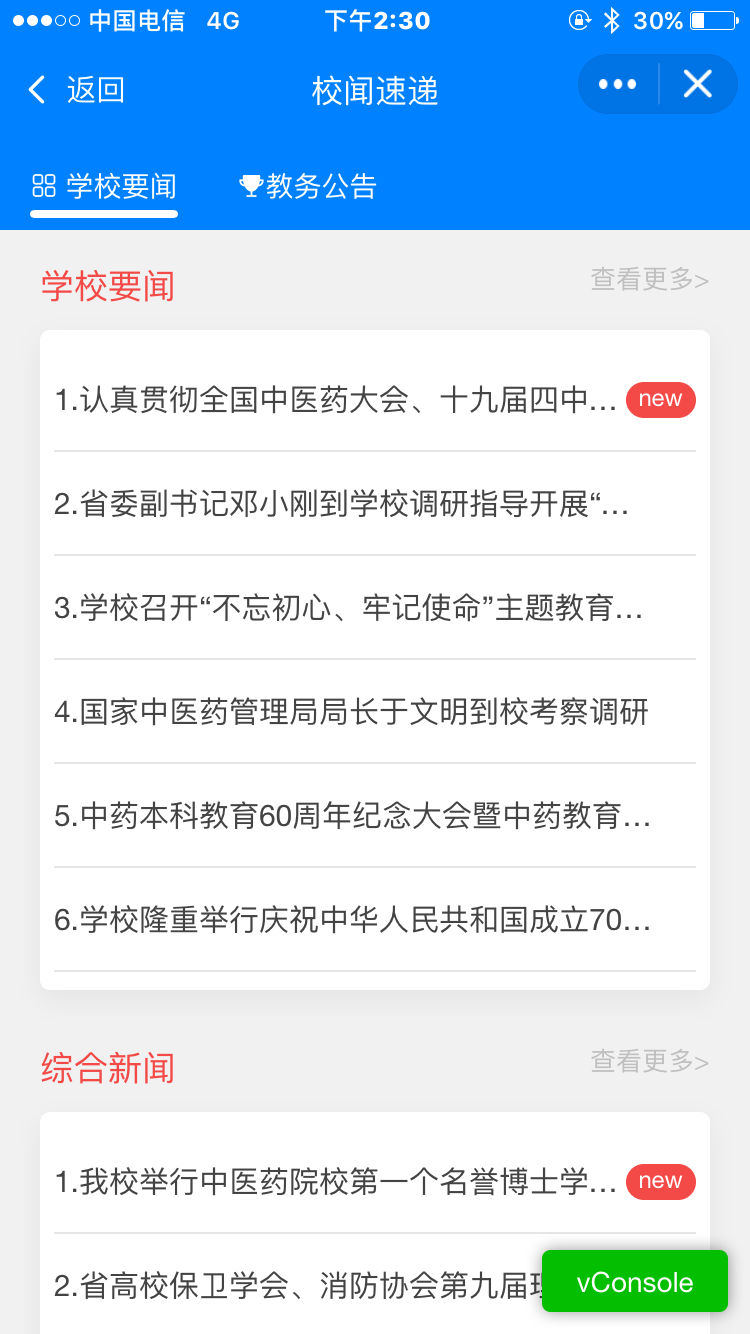 中国电信 4G 下午2:30 30%
返回 校闻速递
学校要闻 教务公告
学校要闻 查看更多>
1.认真贯彻全国中医药大会、十九届四中... new
2.省委副书记邓小刚到学校调研指导开展“...
3.学校召开“不忘初心、牢记使命”主题教育...
4.国家中医药管理局局长于文明到校考察调研
5.中药本科教育60周年纪念大会暨中药教育...
6.学校隆重举行庆祝中华人民共和国成立70...
综合新闻 查看更多>
1.我校举行中医药院校第一个名誉博士学... new
2.省高校保卫学会、消防协会第九届
vConsole